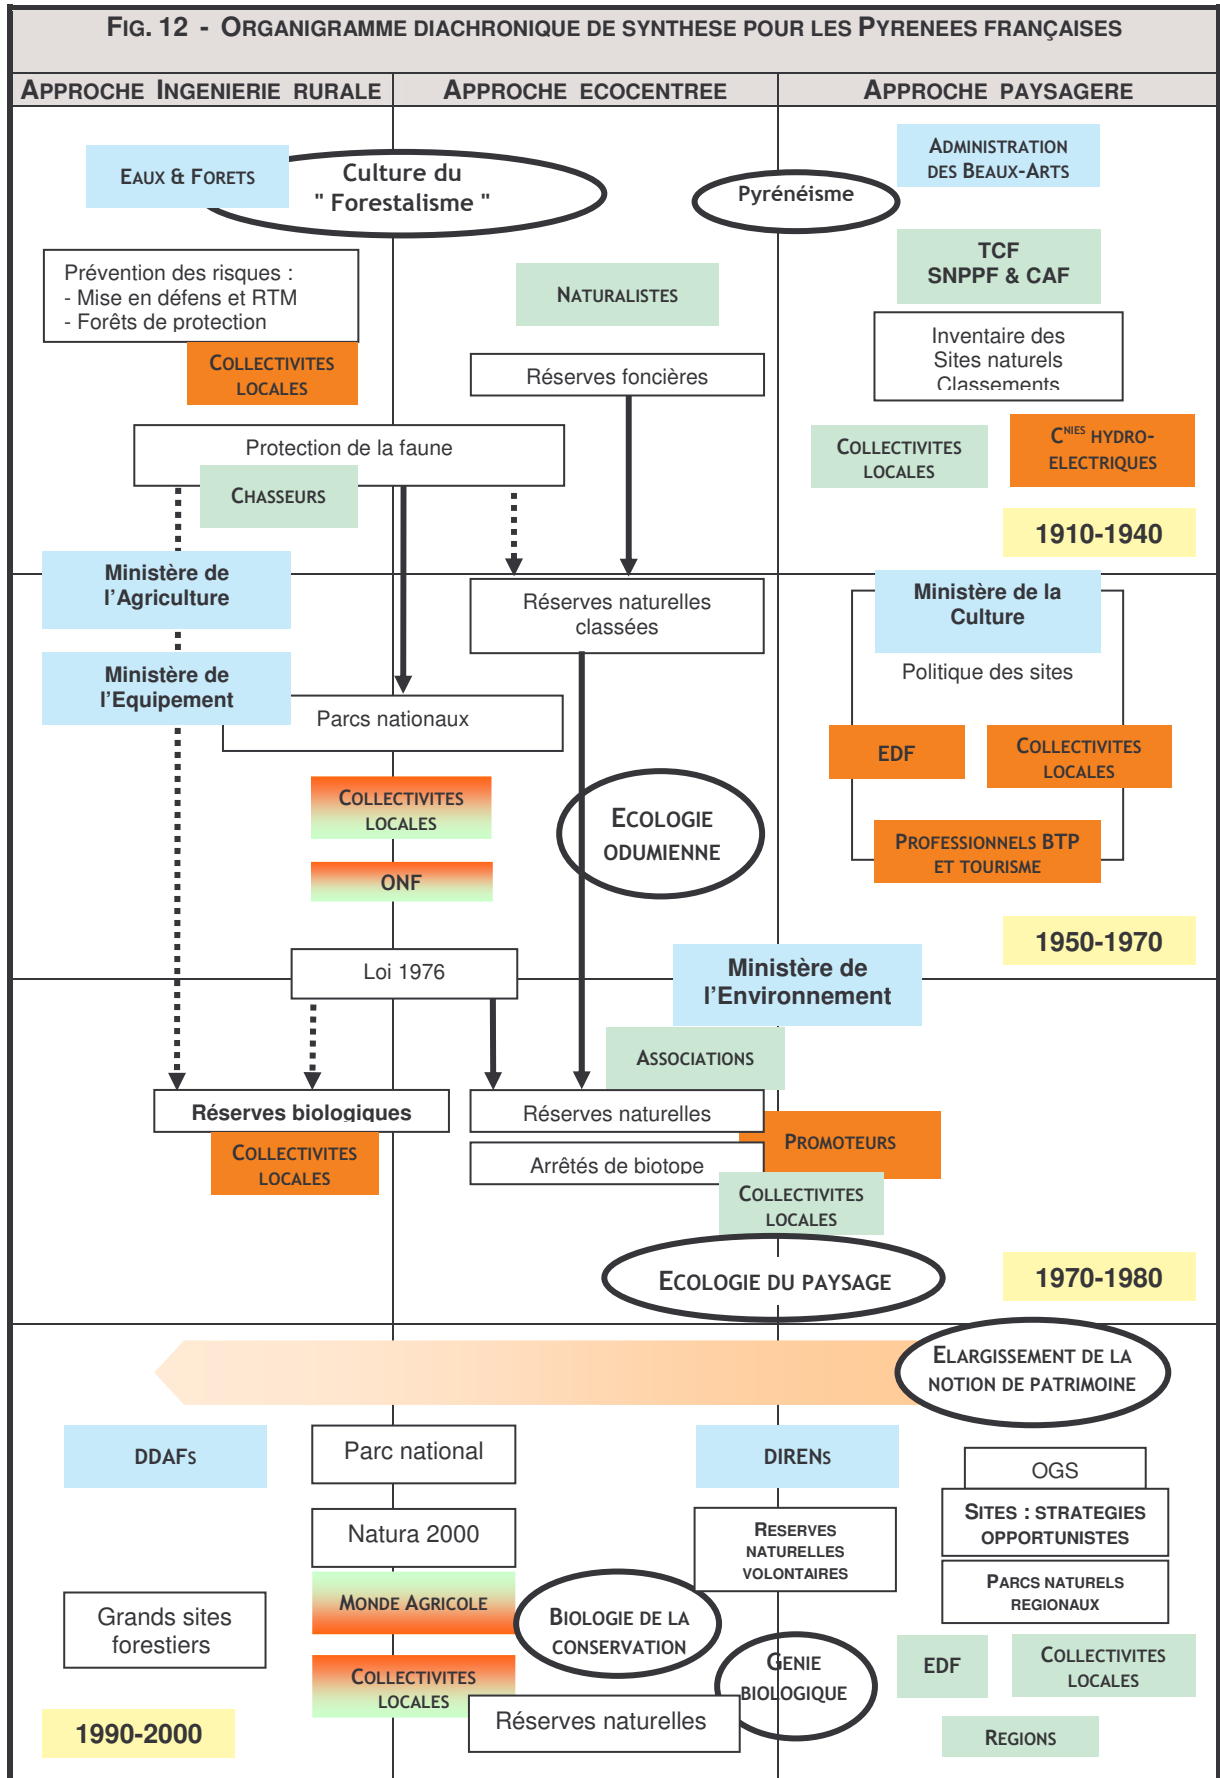 FIG. 12 - ORGANIGRAMME DIACHRONIQUE DE SYNTHESE POUR LES PYRENEES FRANÇAISES
APPROCHE INGENIERIE RURALE
APPROCHE ECOCENTREE
APPROCHE PAYSAGERE
EAUX & FORETS
Culture du
" Forestalisme "
Pyrénéisme
ADMINISTRATION
DES BEAUX-ARTS
Prévention des risques :
- Mise en défens et RTM
- Forêts de protection
COLLECTIVITES
LOCALES
NATURALISTES
TCF
SNPPF & CAF
Réserves foncières
Inventaire des
Sites naturels
Classements
Protection de la faune
CHASSEURS
COLLECTIVITES
LOCALES
CNIES HYDRO-
ELECTRIQUES
1910-1940
Ministère de
l'Agriculture
Réserves naturelles
classées
Ministère de la
Culture
Ministère de
l'Equipement
Politique des sites
Parcs nationaux
EDF
COLLECTIVITES
LOCALES
COLLECTIVITES
LOCALES
ECOLOGIE
ODUMIENNE
PROFESSIONNELS BTP
ET TOURISME
ONF
1950-1970
Loi 1976
Ministère de
l'Environnement
ASSOCIATIONS
Réserves biologiques
Réserves naturelles
COLLECTIVITES
LOCALES
PROMOTEURS
Arrêtés de biotope
COLLECTIVITES
LOCALES
ECOLOGIE DU PAYSAGE
1970-1980
ELARGISSEMENT DE LA
NOTION DE PATRIMOINE
DDAFS
Parc national
DIRENS
OGS
Natura 2000
RESERVES
NATURELLES
VOLONTAIRES
SITES : STRATEGIES
OPPORTUNISTES
MONDE AGRICOLE
PARCS NATURELS
REGIONAUX
Grands sites
forestiers
BIOLOGIE DE LA
CONSERVATION
GENIE
BIOLOGIQUE
EDF
COLLECTIVITES
LOCALES
COLLECTIVITES
LOCALES
Réserves naturelles
REGIONS
1990-2000